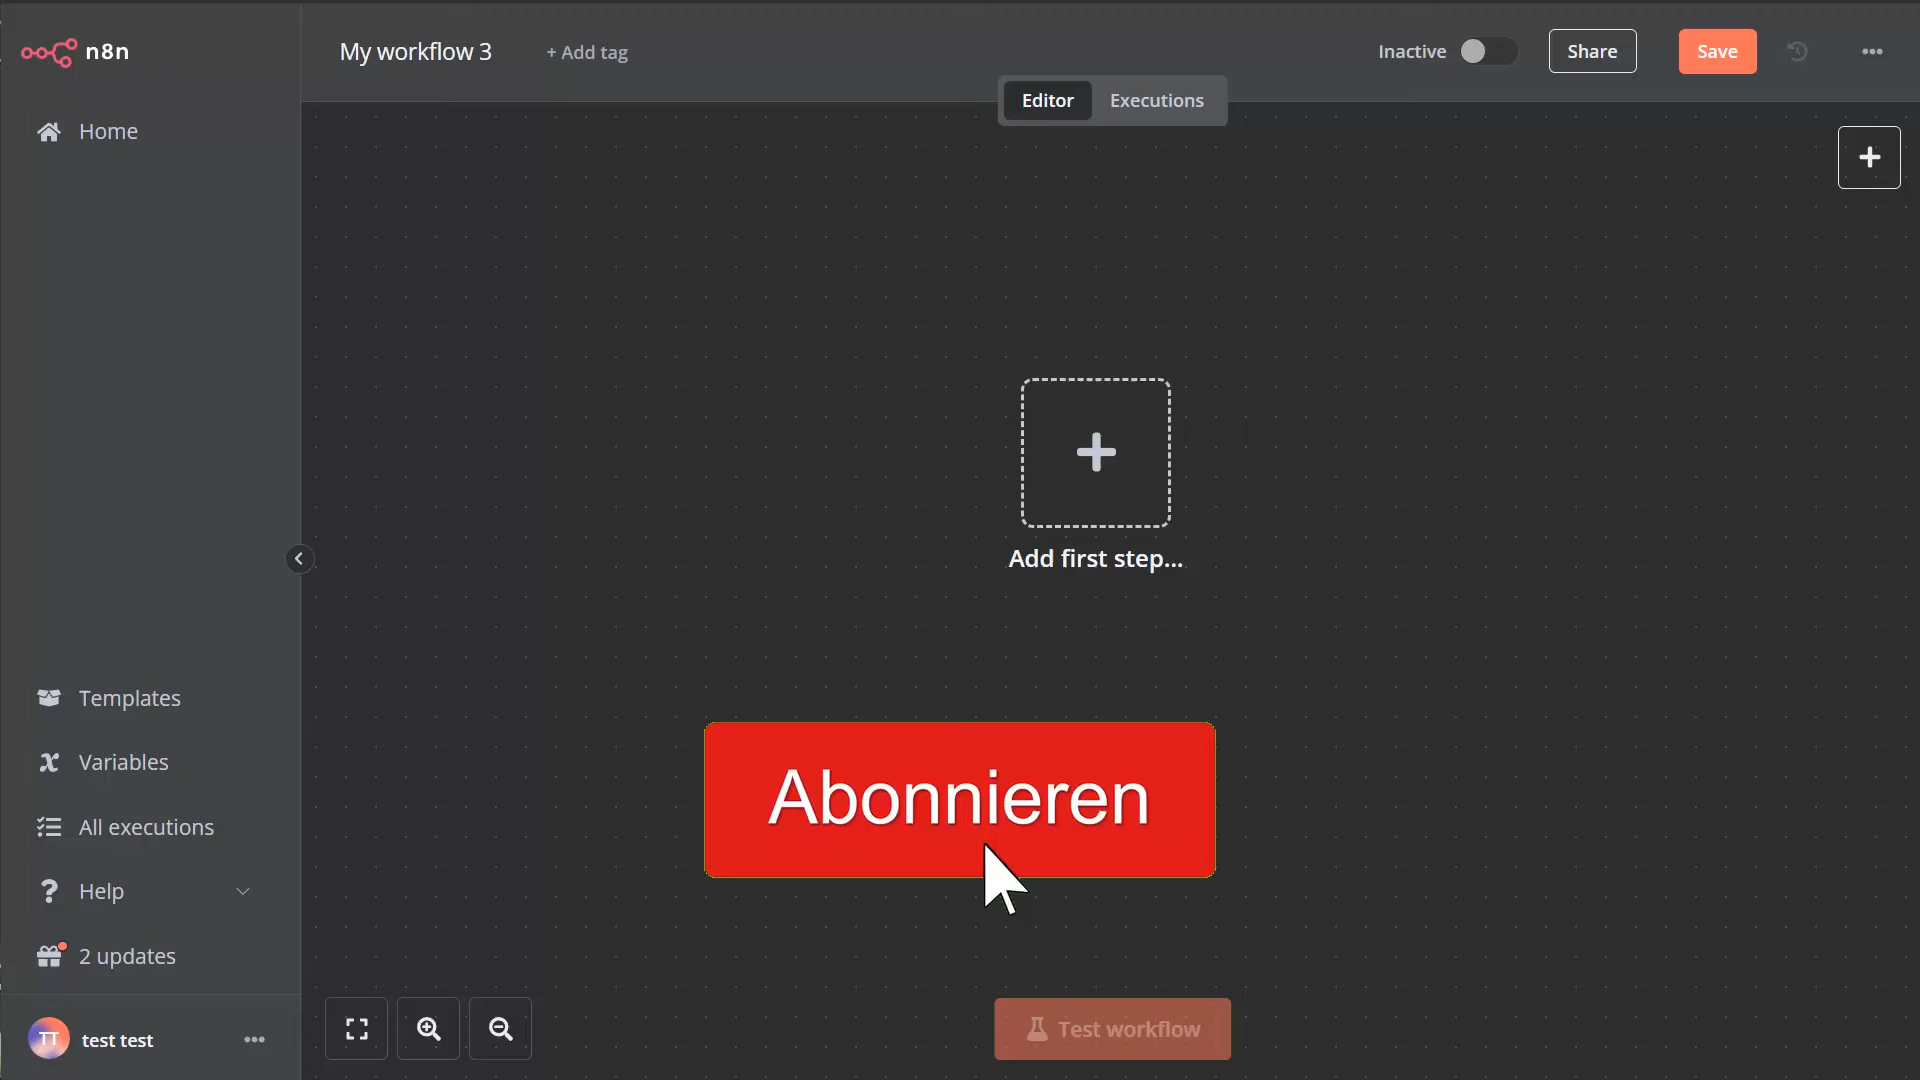 n8n
My workflow 3
+ Add tag
Inactive
Share
Save
Editor
Executions
Home
Add first step...
Templates
Variables
All executions
Help
2 updates
Abonnieren
TT
test test
Test workflow